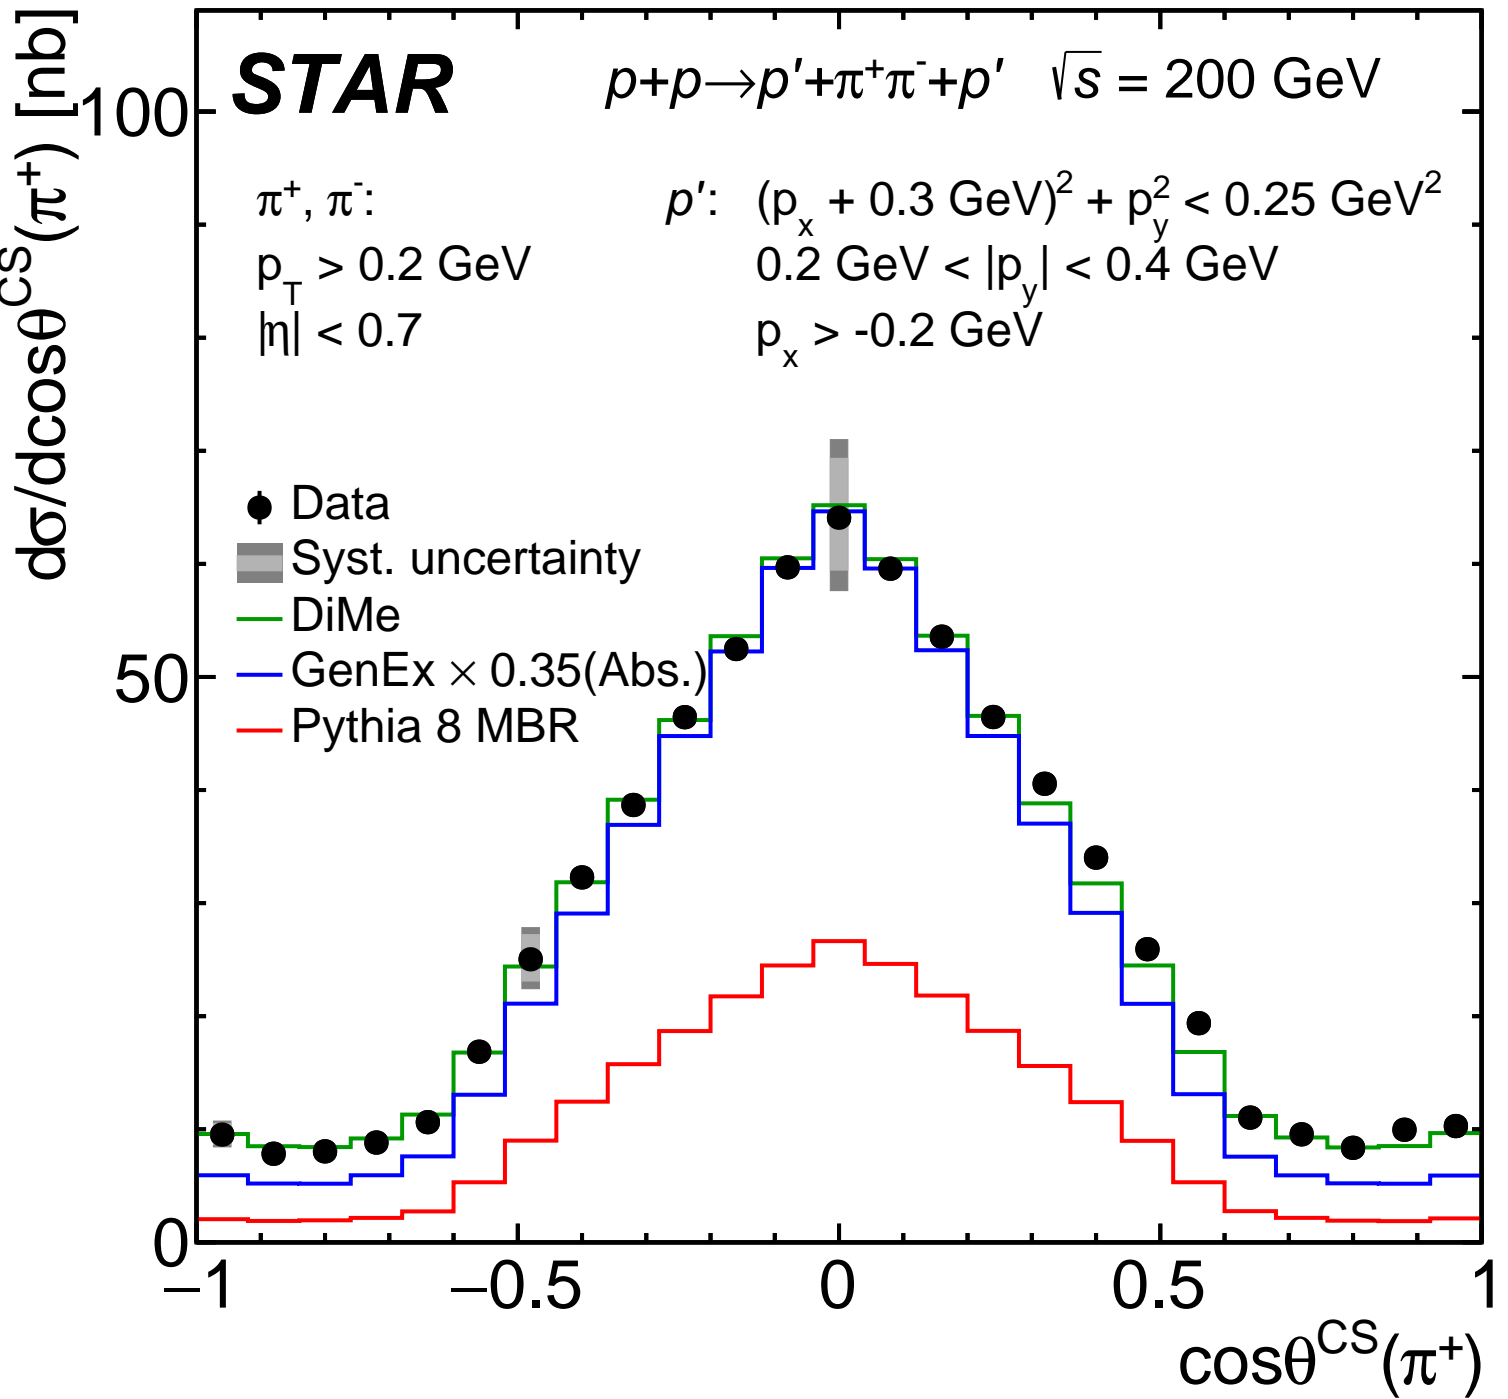 STAR p+p→p′+π⁺π⁻+p′ √s = 200 GeV
π⁺, π⁻: p′: (pₓ + 0.3 GeV)² + p_y² < 0.25 GeV²
p_T > 0.2 GeV 0.2 GeV < |p_y| < 0.4 GeV
|η| < 0.7 pₓ > -0.2 GeV
Data
Syst. uncertainty
DiMe
GenEx × 0.35(Abs.)
Pythia 8 MBR
dσ/dcosθ^CS(π⁺) [nb]
100
50
0
−1 −0.5 0 0.5 1
cosθ^CS(π⁺)